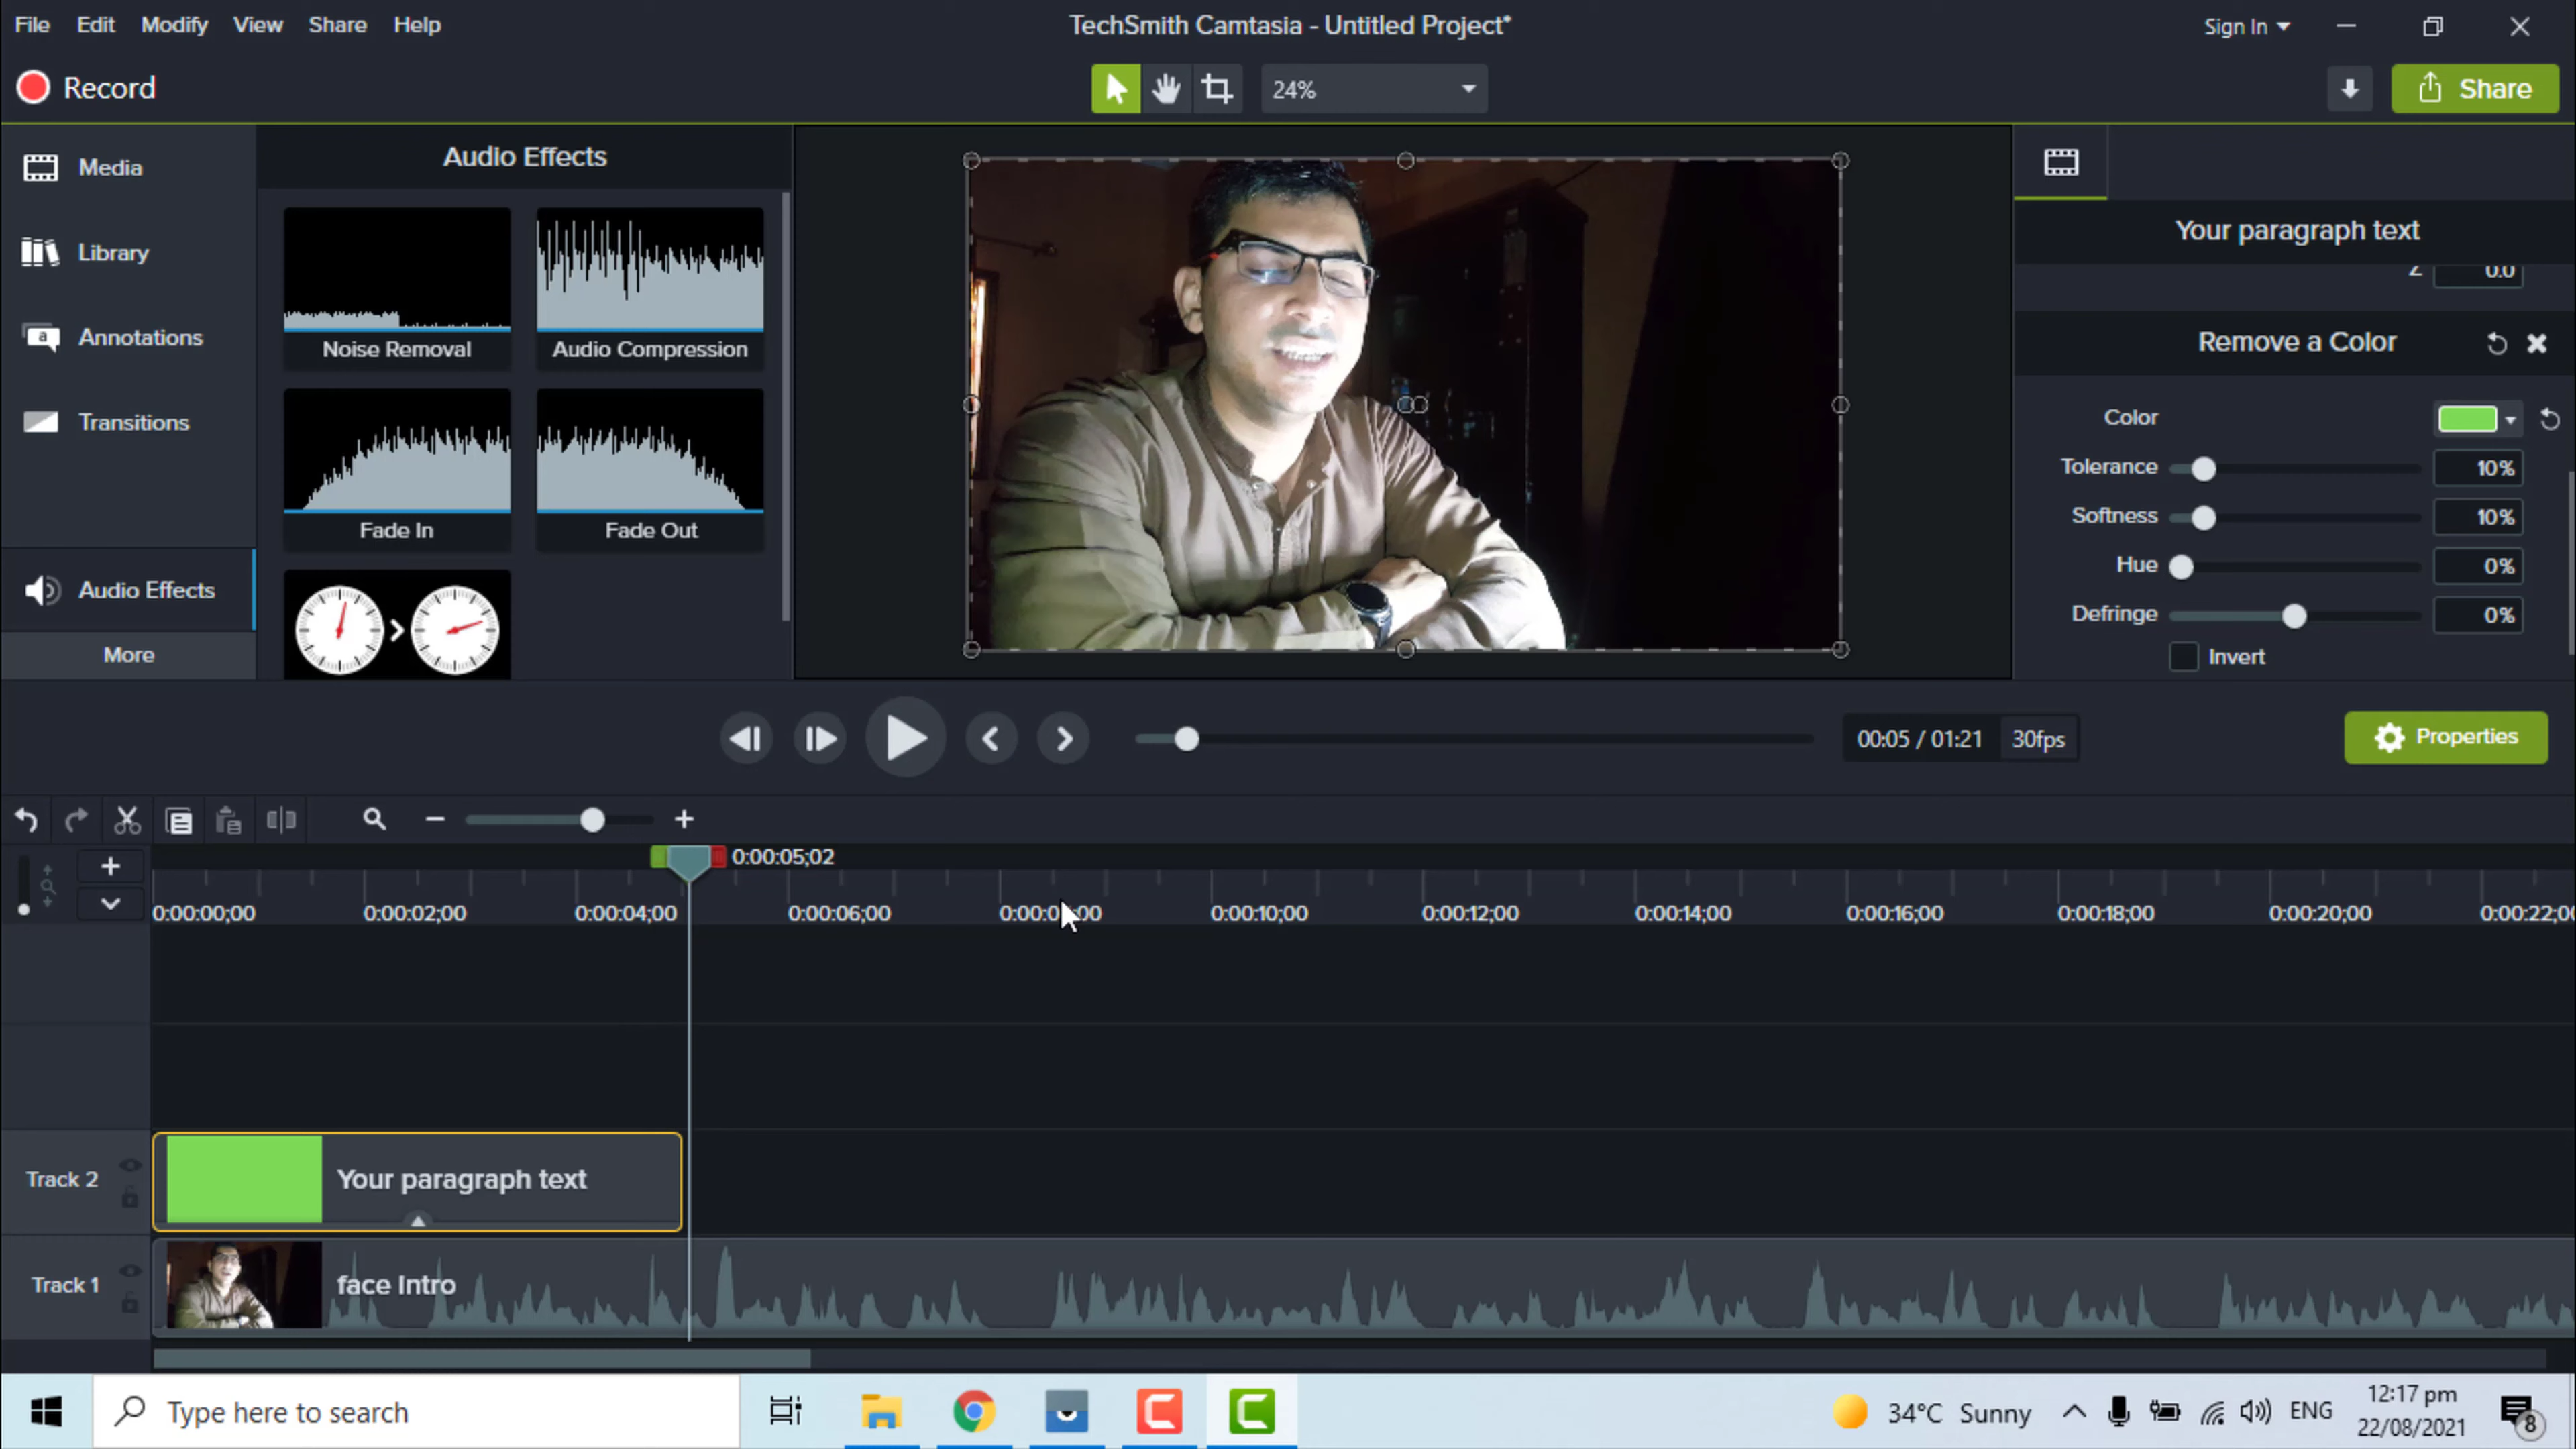 File Edit Modify View Share Help
TechSmith Camtasia - Untitled Project*
Sign In
Record
24%
Share
Media
Library
Annotations
Transitions
Audio Effects
More
Audio Effects
Noise Removal
Audio Compression
Fade In
Fade Out
Your paragraph text
Z 0.0
Remove a Color
Color
Tolerance 10%
Softness 10%
Hue 0%
Defringe 0%
Invert
00:05 / 01:21 30fps
Properties
0:00:05;02
0:00:00;00 0:00:02;00 0:00:04;00 0:00:06;00 0:00:10;00 0:00:12;00 0:00:14;00 0:00:16;00 0:00:18;00 0:00:20;00
Track 2
Your paragraph text
Track 1
face Intro
Type here to search
34°C Sunny
ENG
12:17 pm
22/08/2021
8